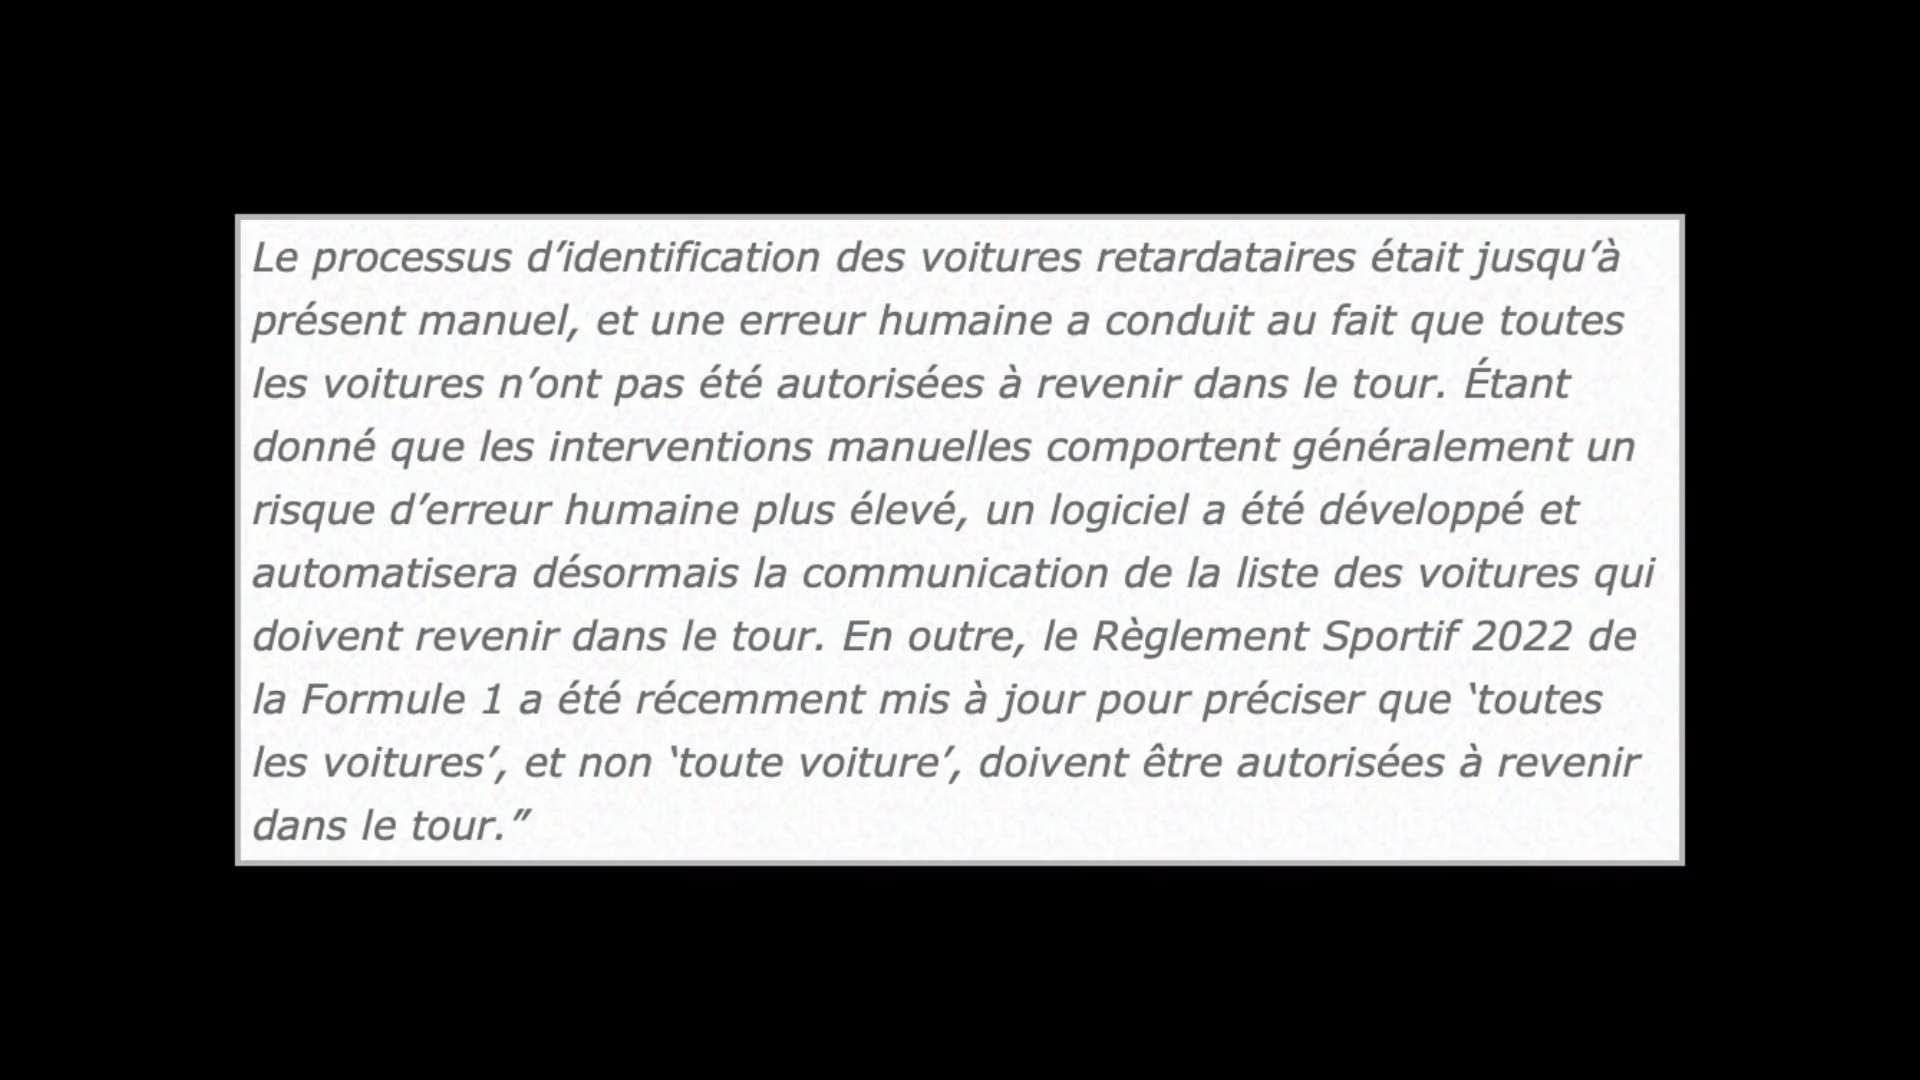 Le processus d’identification des voitures retardataires était jusqu’à
présent manuel, et une erreur humaine a conduit au fait que toutes
les voitures n’ont pas été autorisées à revenir dans le tour. Étant
donné que les interventions manuelles comportent généralement un
risque d’erreur humaine plus élevé, un logiciel a été développé et
automatisera désormais la communication de la liste des voitures qui
doivent revenir dans le tour. En outre, le Règlement Sportif 2022 de
la Formule 1 a été récemment mis à jour pour préciser que ‘toutes
les voitures’, et non ‘toute voiture’, doivent être autorisées à revenir
dans le tour.”